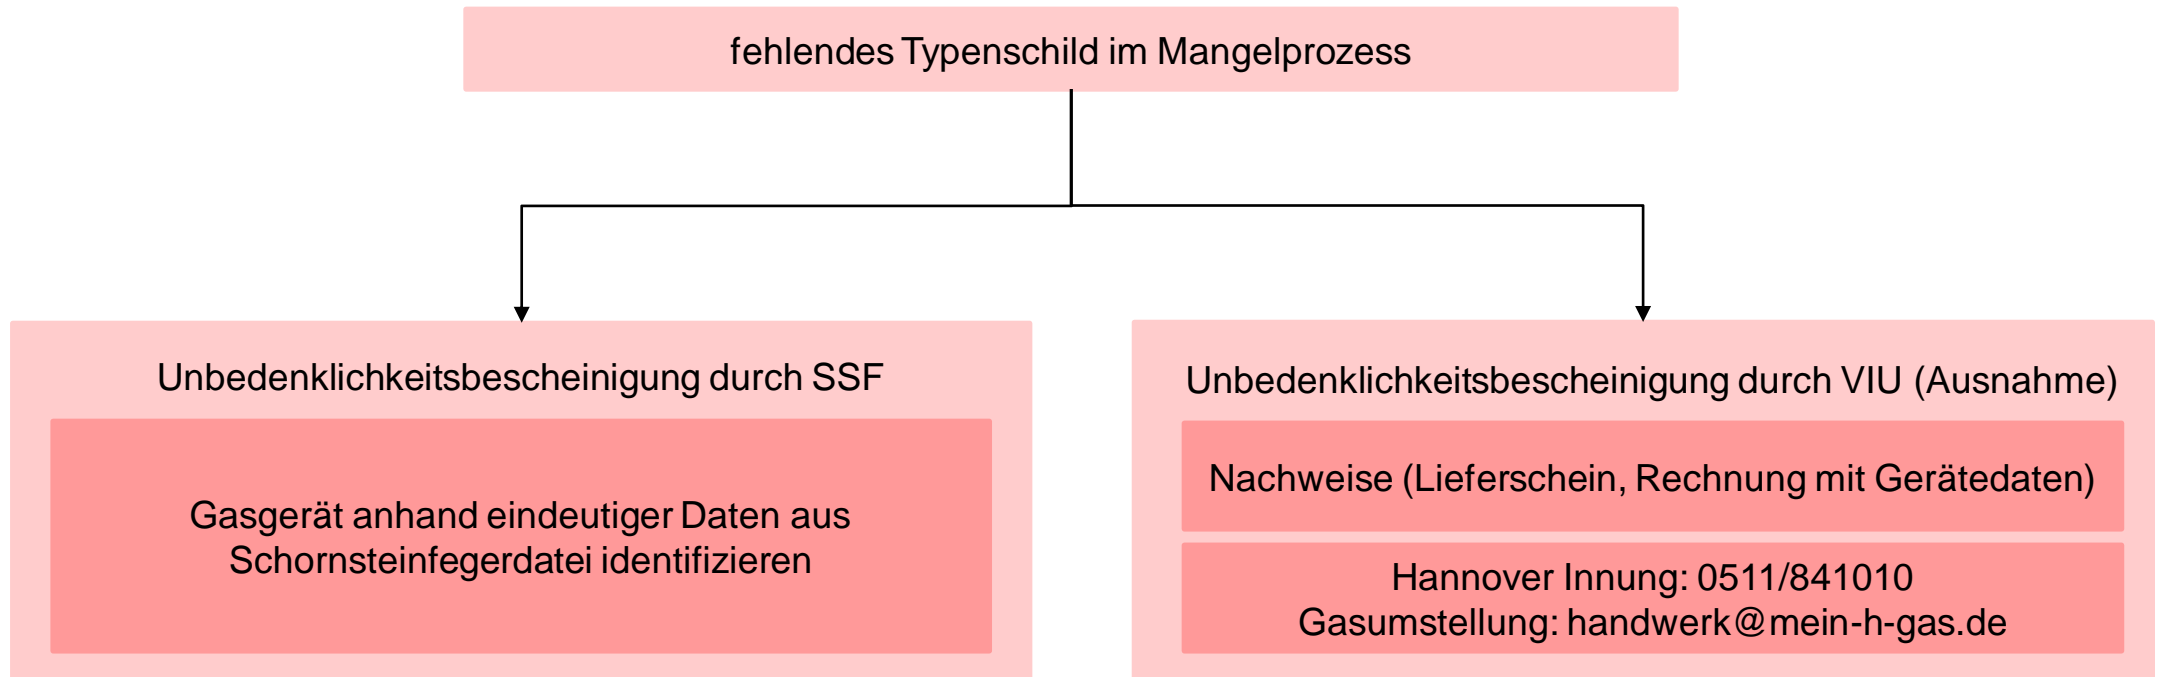 fehlendes Typenschild im Mangelprozess
Unbedenklichkeitsbescheinigung durch SSF
Gasgerät anhand eindeutiger Daten aus
Schornsteinfegerdatei identifizieren
Unbedenklichkeitsbescheinigung durch VIU (Ausnahme)
Nachweise (Lieferschein, Rechnung mit Gerätedaten)
Hannover Innung: 0511/841010
Gasumstellung: handwerk@mein-h-gas.de